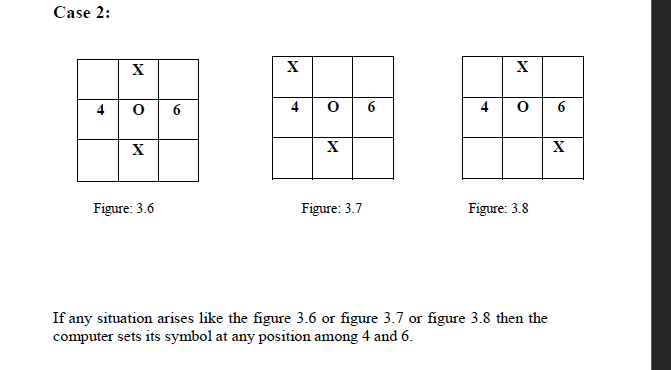 Case 2:
X X X
4 O 6 4 O 6 4 O 6
X X X
Figure: 3.6 Figure: 3.7 Figure: 3.8
If any situation arises like the figure 3.6 or figure 3.7 or figure 3.8 then the
computer sets its symbol at any position among 4 and 6.